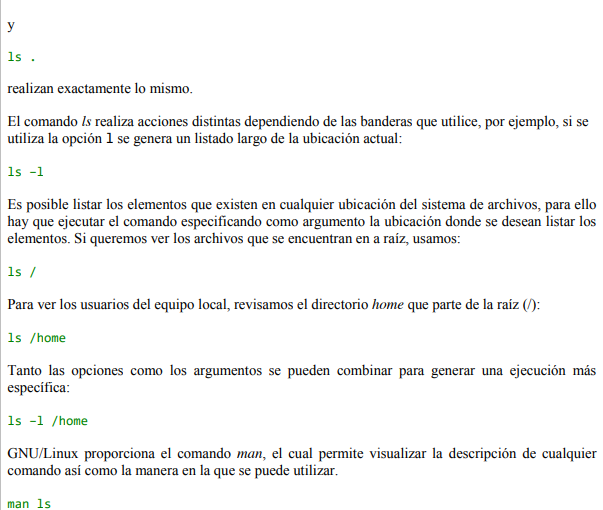 y
ls .
realizan exactamente lo mismo.
El comando ls realiza acciones distintas dependiendo de las banderas que utilice, por ejemplo, si se
utiliza la opción l se genera un listado largo de la ubicación actual:
ls –l
Es posible listar los elementos que existen en cualquier ubicación del sistema de archivos, para ello
hay que ejecutar el comando especificando como argumento la ubicación donde se desean listar los
elementos. Si queremos ver los archivos que se encuentran en a raíz, usamos:
ls /
Para ver los usuarios del equipo local, revisamos el directorio home que parte de la raíz (/):
ls /home
Tanto las opciones como los argumentos se pueden combinar para generar una ejecución más
específica:
ls –l /home
GNU/Linux proporciona el comando man, el cual permite visualizar la descripción de cualquier
comando así como la manera en la que se puede utilizar.
man ls